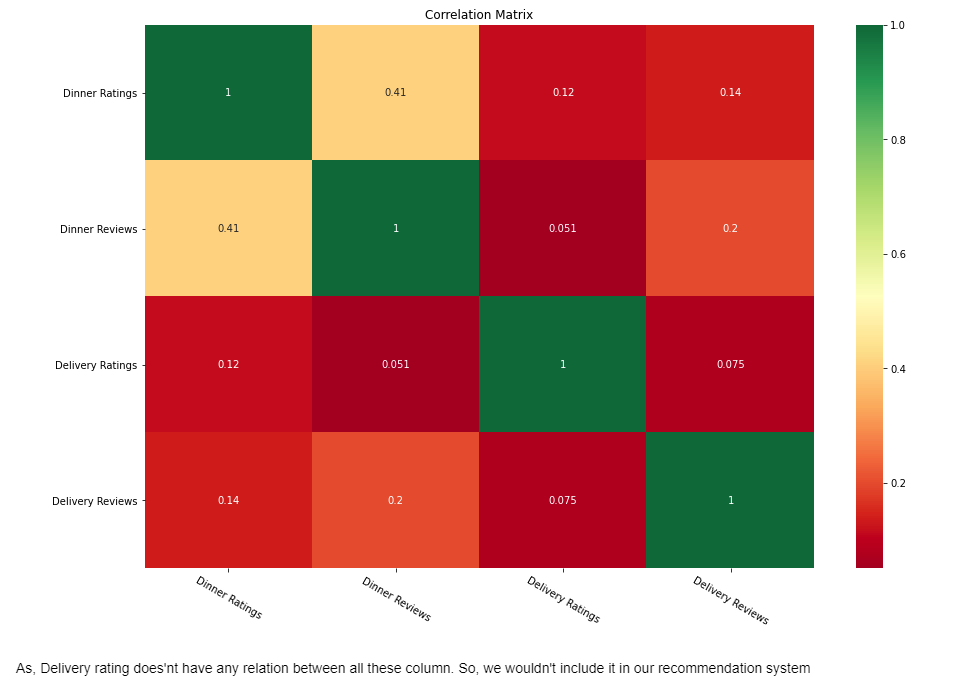 Correlation Matrix
1.0
Dinner Ratings 1 0.41 0.12 0.14
0.8
Dinner Reviews 0.41 1 0.051 0.2
0.6
Delivery Ratings 0.12 0.051 1 0.075
0.4
Delivery Reviews 0.14 0.2 0.075 1
0.2
Dinner Ratings Dinner Reviews Delivery Ratings Delivery Reviews
As, Delivery rating does'nt have any relation between all these column. So, we wouldn't include it in our recommendation system